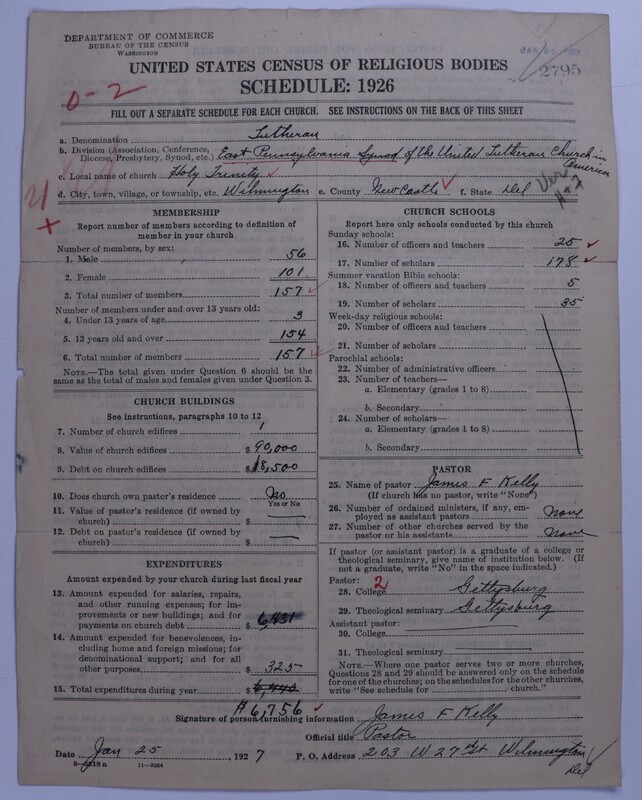 DEPARTMENT OF COMMERCE
BUREAU OF THE CENSUS
WASHINGTON
2795
UNITED STATES CENSUS OF RELIGIOUS BODIES
SCHEDULE: 1926
0-2
FILL OUT A SEPARATE SCHEDULE FOR EACH CHURCH. SEE INSTRUCTIONS ON THE BACK OF THIS SHEET
a. Denomination Lutheran
b. Division (Association, Conference, Diocese, Presbytery, Synod, etc.) East Pennsylvania Synod of the United Lutheran Church in America
c. Local name of church Holy Trinity
d. City, town, village, or township, etc. Wilmington e. County New Castle f. State Del
MEMBERSHIP
Report number of members according to definition of
member in your church
Number of members, by sex:
1. Male 56
2. Female 101
3. Total number of members 157
Number of members under and over 13 years old:
4. Under 13 years of age 3
5. 13 years old and over 154
6. Total number of members 157
NOTE.—The total given under Question 6 should be
the same as the total of males and females given under Question 3.
CHURCH BUILDINGS
See instructions, paragraphs 10 to 12
7. Number of church edifices 1
8. Value of church edifices $ 90,000
9. Debt on church edifices $ 18,500
10. Does church own pastor's residence No
Yes or No
11. Value of pastor's residence (if owned by
church) $ —
12. Debt on pastor's residence (if owned by
church) $ —
EXPENDITURES
Amount expended by your church during last fiscal year
13. Amount expended for salaries, repairs,
and other running expenses; for im-
provements or new buildings; and for
payments on church debt $ 6,431
14. Amount expended for benevolences, in-
cluding home and foreign missions; for
denominational support; and for all
other purposes $ 325
15. Total expenditures during year $
$6,756
CHURCH SCHOOLS
Report here only schools conducted by this church
Sunday schools:
16. Number of officers and teachers 25
17. Number of scholars 178
Summer vacation Bible schools:
18. Number of officers and teachers 5
19. Number of scholars 35
Week-day religious schools:
20. Number of officers and teachers
21. Number of scholars
Parochial schools:
22. Number of administrative officers
23. Number of teachers—
a. Elementary (grades 1 to 8)
b. Secondary
24. Number of scholars—
a. Elementary (grades 1 to 8)
b. Secondary
PASTOR
25. Name of pastor James F Kelly
(If church has no pastor, write "None")
26. Number of ordained ministers, if any, em-
ployed as assistant pastors None
27. Number of other churches served by the
pastor or his assistants None
If pastor (or assistant pastor) is a graduate of a college or
theological seminary, give name of institution below. (If
not a graduate, write "No" in the space indicated.)
Pastor: 2
28. College Gettysburg
29. Theological seminary Gettysburg
Assistant pastor:
30. College
31. Theological seminary
NOTE.—Where one pastor serves two or more churches,
Questions 28 and 29 should be answered only on the schedule
for one of the churches; on the schedules for the other churches,
write "See schedule for church."
Signature of person furnishing information James F Kelly
Official title Pastor
Date Jan 25 1927 P. O. Address 203 W 27th St Wilmington Del
11-9084